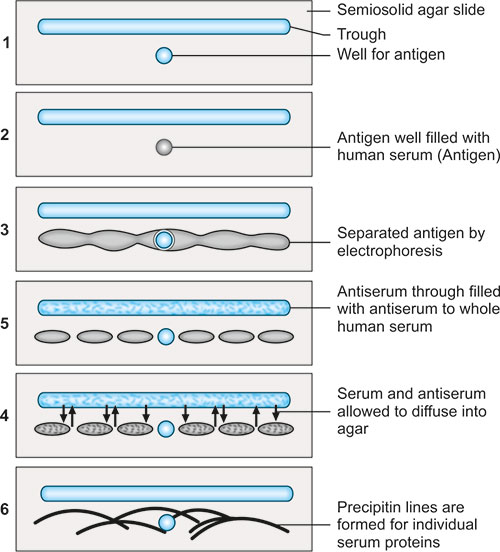 Semiosolid agar slide
Trough
1
Well for antigen
2
Antigen well filled with
human serum (Antigen)
3
Separated antigen by
electrophoresis
Antiserum through filled
5
with antiserum to whole
human serum
Serum and antiserum
4
allowed to diffuse into
agar
6
Precipitin lines are
formed for individual
serum proteins